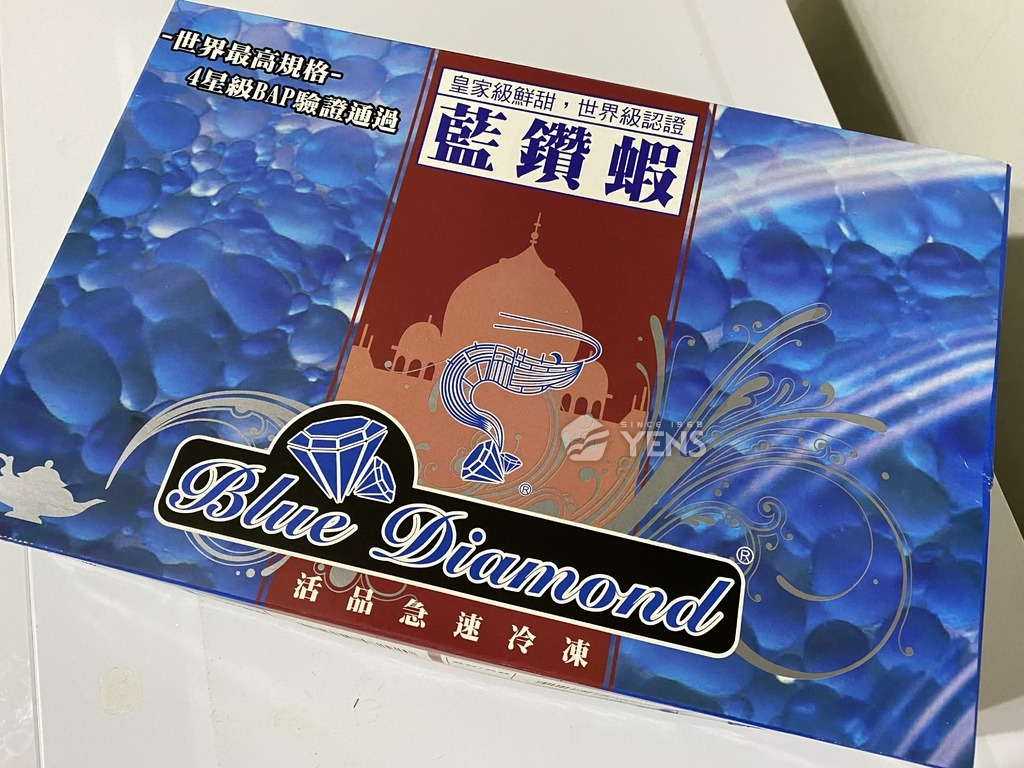 -世界最高規格-
4星級BAP驗證通過
皇家級鮮甜，世界級認證
藍鑽蝦
SINCE 1968
YENS
®
Blue Diamond®
活品急速冷凍